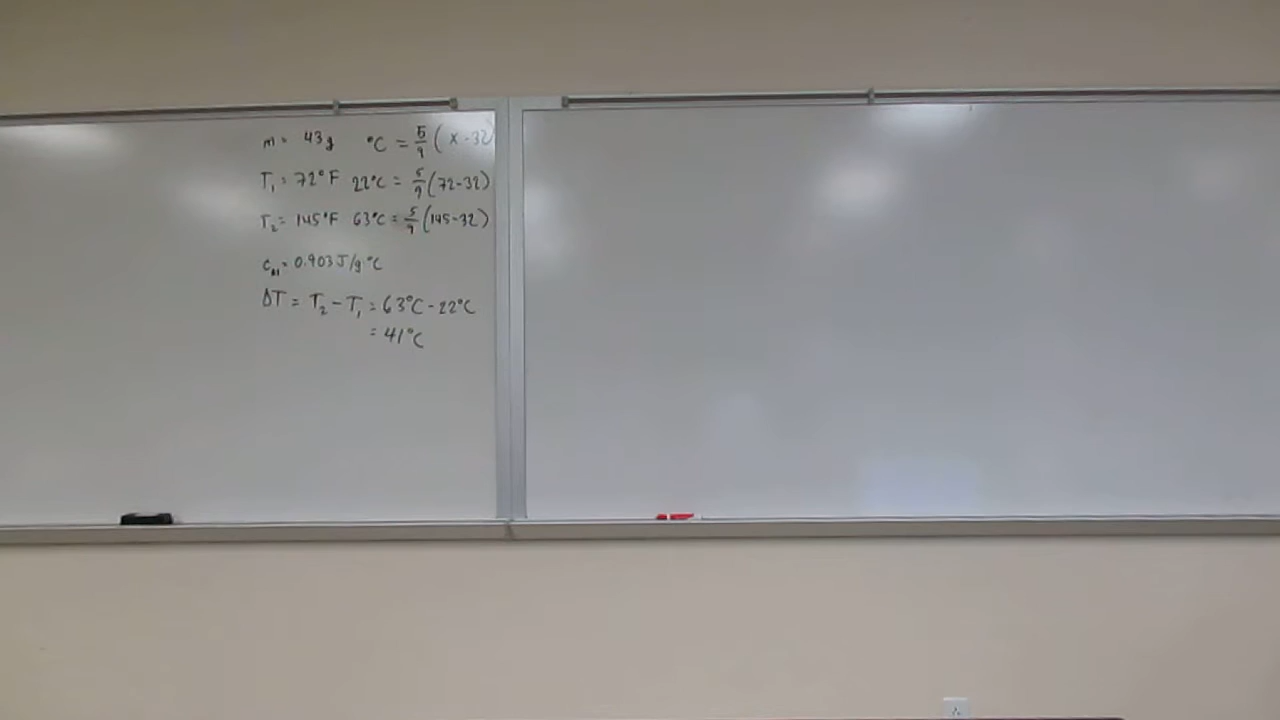 m = 43g °C = 5/9 (x-32)
T₁ = 72°F 22°C = 5/9 (72-32)
T₂ = 145°F 63°C = 5/9 (145-32)
c_Al = 0.903 J/g °C
ΔT = T₂ - T₁ = 63°C - 22°C
= 41°C